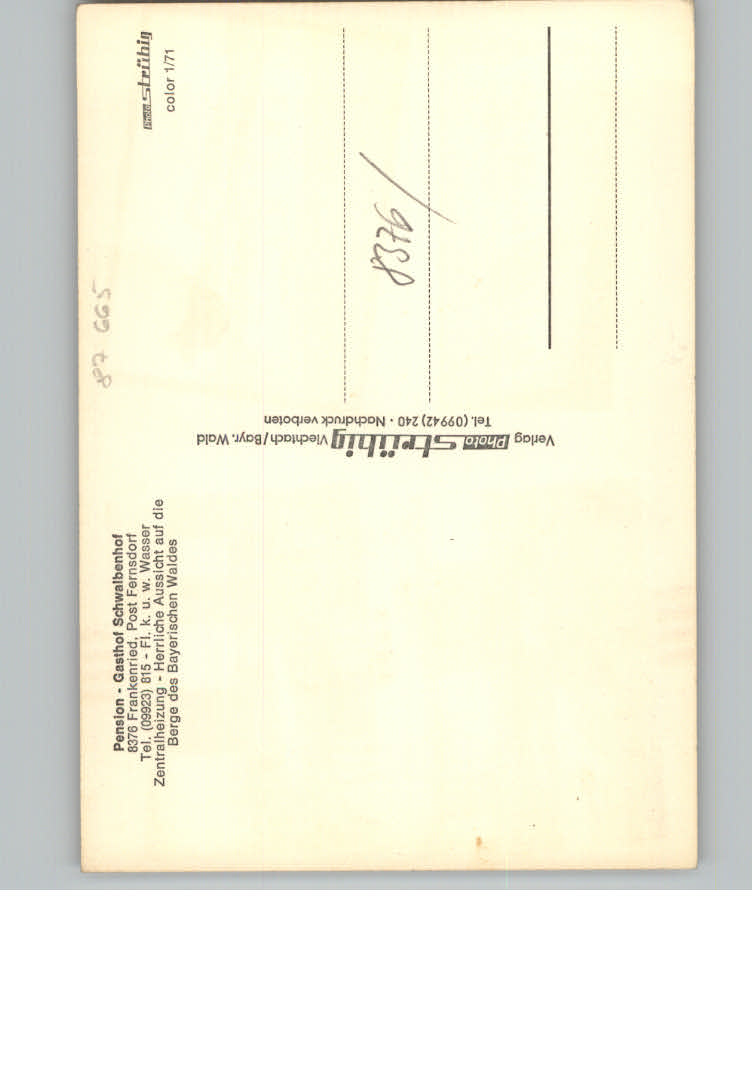 Pension - Gasthof Schwalbenhof
8376 Frankenried, Post Fernsdorf
Tel. (09923) 815 - Fl. k. u. w. Wasser
Zentralheizung - Herrliche Aussicht auf die
Berge des Bayerischen Waldes
87 665
Photo Strübig
color 1/71
Verlag Photo Strübig Viechtach/Bayr. Wald
Tel. (09942) 240 · Nachdruck verboten
8376/